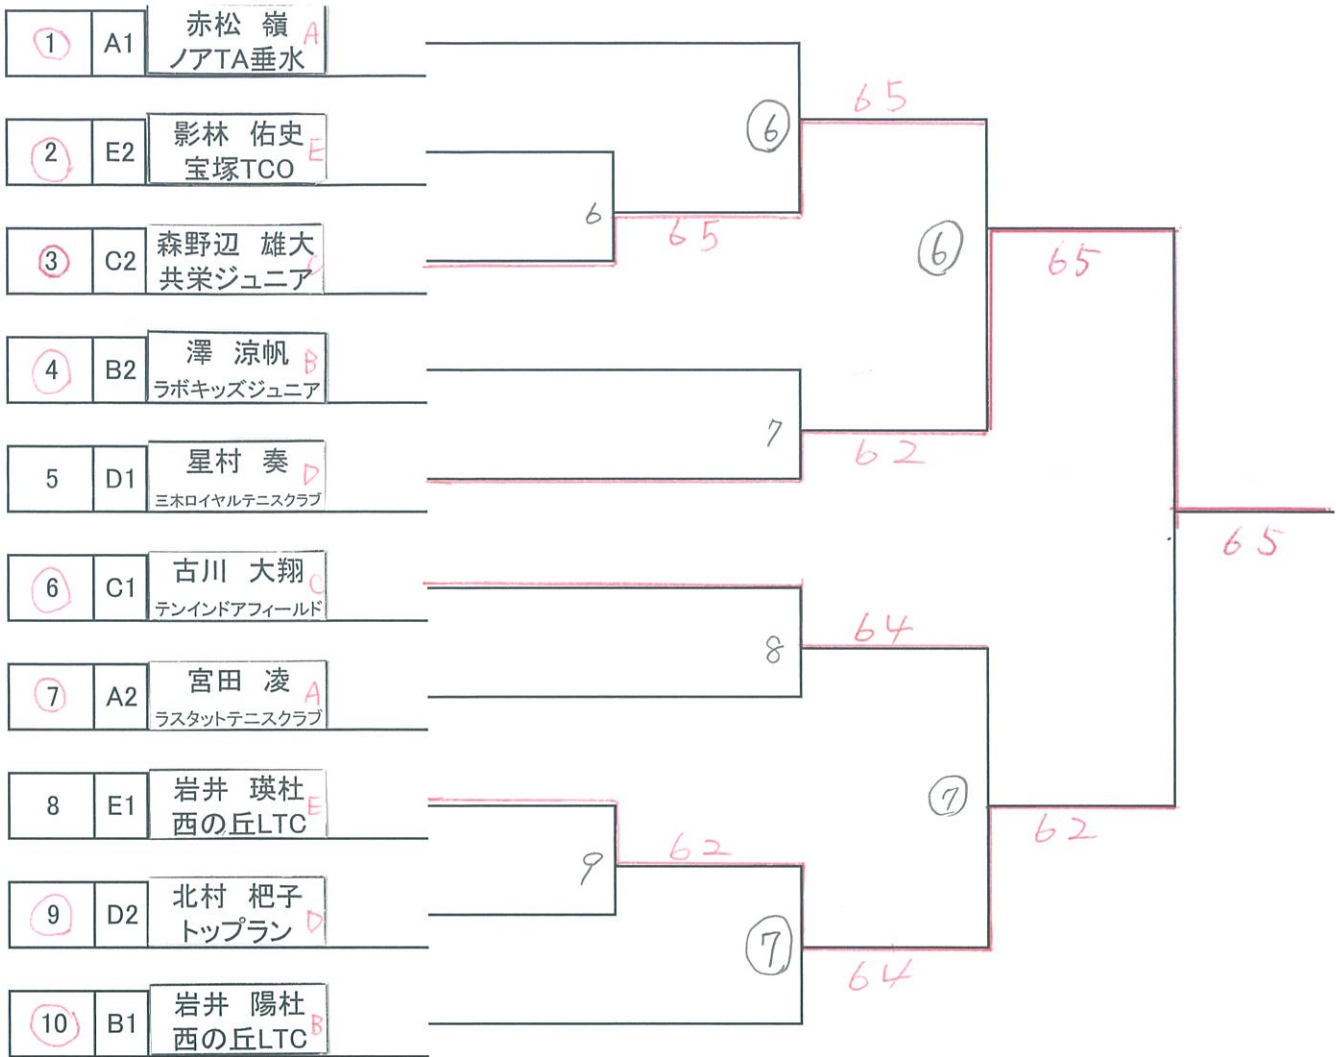 1 A1 赤松 嶺 A
ノアTA垂水
65
6
2 E2 影林 佑史 E
宝塚TCO
6
65
3 C2 森野辺 雄大 C
共栄ジュニア
6
65
4 B2 澤 涼帆 B
ラボキッズジュニア
7
62
5 D1 星村 奏 D
三木ロイヤルテニスクラブ
65
6 C1 古川 大翔 C
テンインドアフィールド
8
64
7 A2 宮田 凌 A
ラスタットテニスクラブ
8 E1 岩井 瑛杜 E
西の丘LTC
7
62
9
62
9 D2 北村 杷子 D
トップラン
7
64
10 B1 岩井 陽杜 B
西の丘LTC